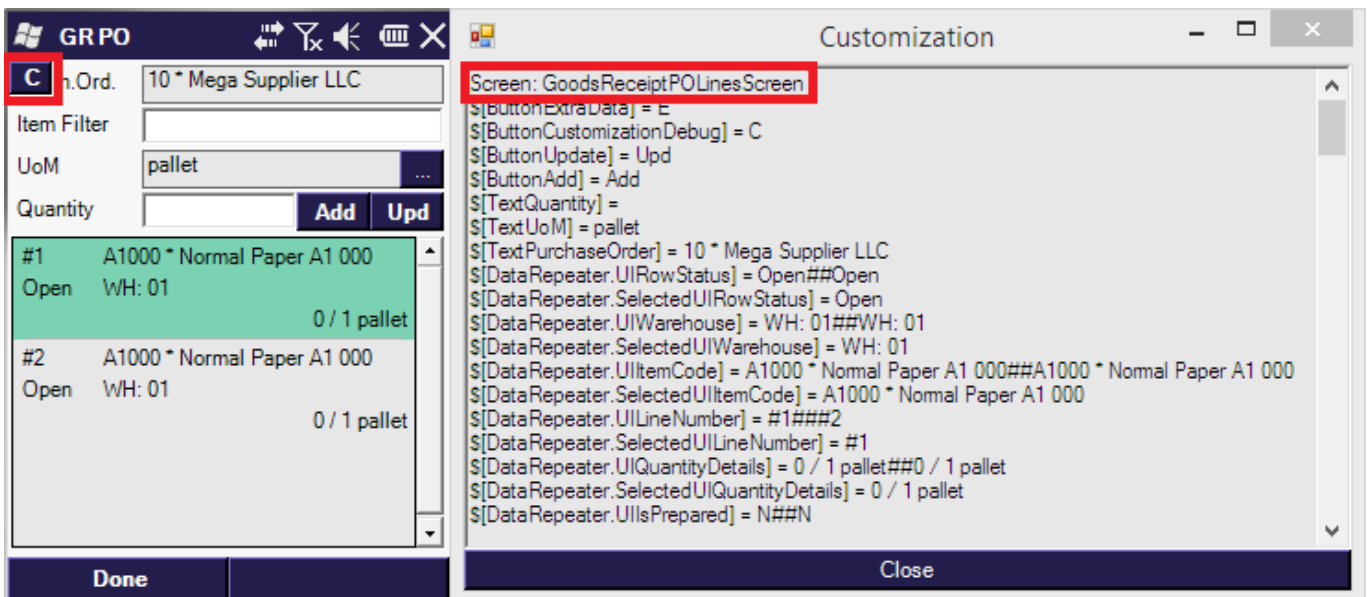 GRPO
C n.Ord. 10 * Mega Supplier LLC
Item Filter
UoM pallet ...
Quantity Add Upd
#1 A1000 * Normal Paper A1 000
Open WH: 01
0 / 1 pallet
#2 A1000 * Normal Paper A1 000
Open WH: 01
0 / 1 pallet
Done
Customization
Screen: GoodsReceiptPOLinesScreen
$[ButtonExtraData] = E
$[ButtonCustomizationDebug] = C
$[ButtonUpdate] = Upd
$[ButtonAdd] = Add
$[TextQuantity] =
$[TextUoM] = pallet
$[TextPurchaseOrder] = 10 * Mega Supplier LLC
$[DataRepeater.UIRowStatus] = Open##Open
$[DataRepeater.SelectedUIRowStatus] = Open
$[DataRepeater.UIWarehouse] = WH: 01##WH: 01
$[DataRepeater.SelectedUIWarehouse] = WH: 01
$[DataRepeater.UIItemCode] = A1000 * Normal Paper A1 000##A1000 * Normal Paper A1 000
$[DataRepeater.SelectedUIItemCode] = A1000 * Normal Paper A1 000
$[DataRepeater.UILineNumber] = #1###2
$[DataRepeater.SelectedUILineNumber] = #1
$[DataRepeater.UIQuantityDetails] = 0 / 1 pallet##0 / 1 pallet
$[DataRepeater.SelectedUIQuantityDetails] = 0 / 1 pallet
$[DataRepeater.UIIsPrepared] = N##N
Close